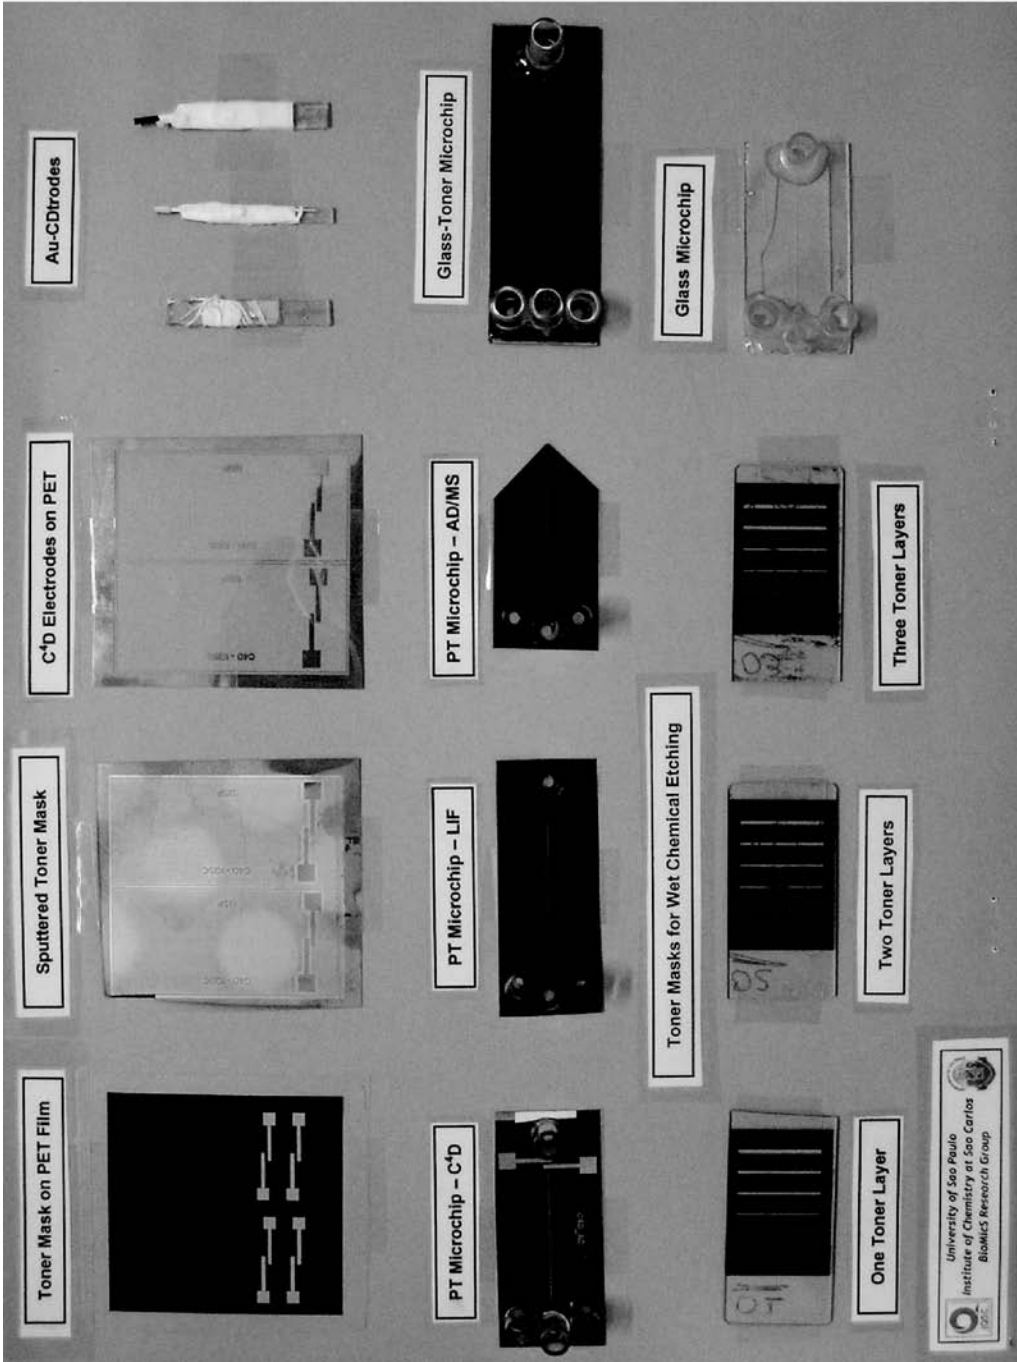 Toner Mask on PET Film
Sputtered Toner Mask
C⁴D Electrodes on PET
Au-CDtrodes
PT Microchip – C⁴D
PT Microchip – LIF
PT Microchip – AD/MS
Glass-Toner Microchip
Toner Masks for Wet Chemical Etching
Glass Microchip
One Toner Layer
Two Toner Layers
Three Toner Layers
University of Sao Paulo
Institute of Chemistry at Sao Carlos
BioMicS Research Group
IQSC